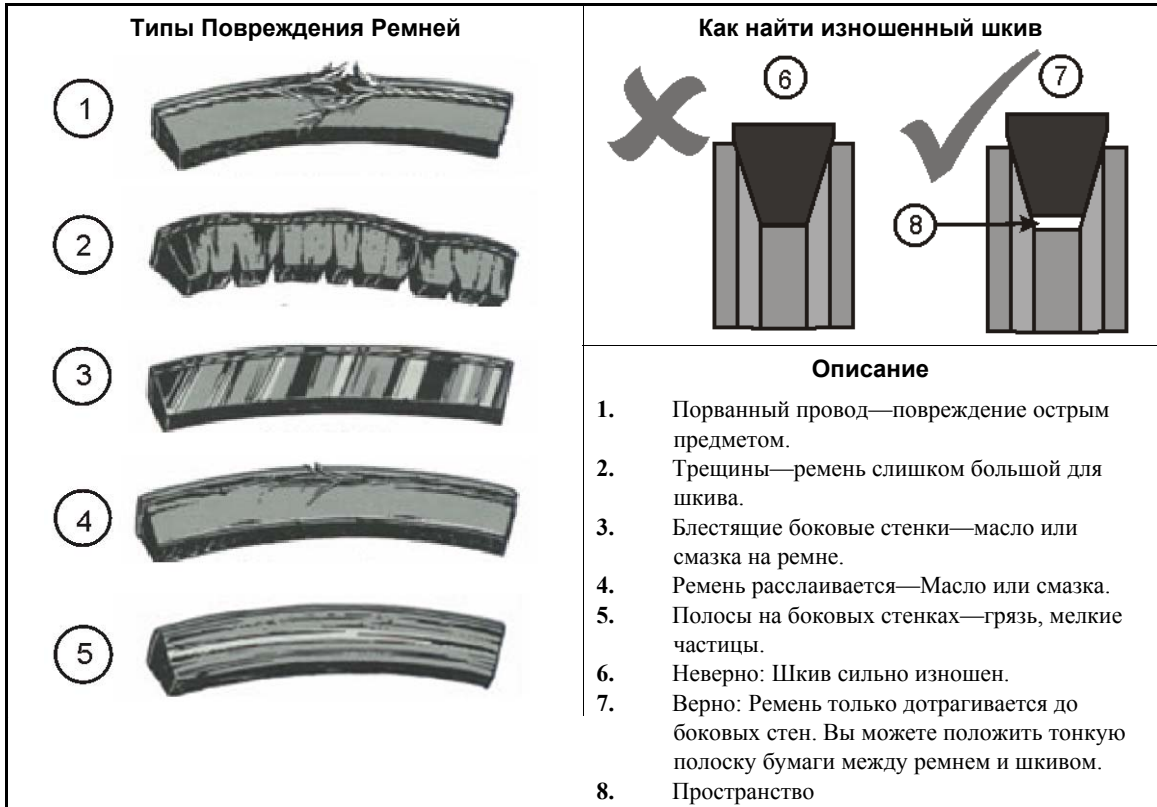 Типы Повреждения Ремней
1
2
3
4
5
Как найти изношенный шкив
6
7
8
Описание
1. Порванный провод—повреждение острым
предметом.
2. Трещины—ремень слишком большой для
шкива.
3. Блестящие боковые стенки—масло или
смазка на ремне.
4. Ремень расслаивается—Масло или смазка.
5. Полосы на боковых стенках—грязь, мелкие
частицы.
6. Неверно: Шкив сильно изношен.
7. Верно: Ремень только дотрагивается до
боковых стен. Вы можете положить тонкую
полоску бумаги между ремнем и шкивом.
8. Пространство